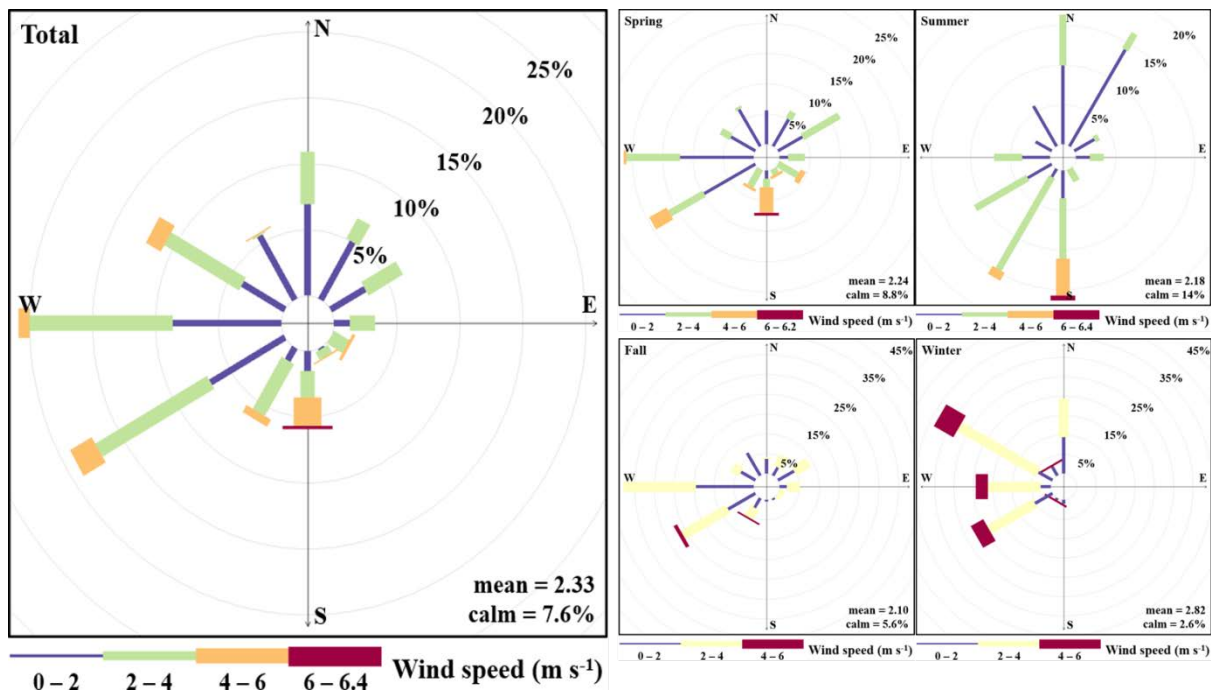 Total
N
25%
20%
15%
10%
5%
W
E
S
mean = 2.33
calm = 7.6%
Wind speed (m s-1)
0 – 2 2 – 4 4 – 6 6 – 6.4
Spring
25%
20%
15%
10%
5%
W
E
S
mean = 2.24
calm = 8.8%
Wind speed (m s-1)
0 – 2 2 – 4 4 – 6 6 – 6.2
Summer
N
20%
15%
10%
5%
W
E
S
mean = 2.18
calm = 14%
Wind speed (m s-1)
0 – 2 2 – 4 4 – 6 6 – 6.4
Fall
N
45%
35%
25%
15%
5%
W
E
S
mean = 2.10
calm = 5.6%
Wind speed (m s-1)
0 – 2 2 – 4 4 – 6
Winter
N
45%
35%
25%
15%
5%
W
E
S
mean = 2.82
calm = 2.6%
Wind speed (m s-1)
0 – 2 2 – 4 4 – 6